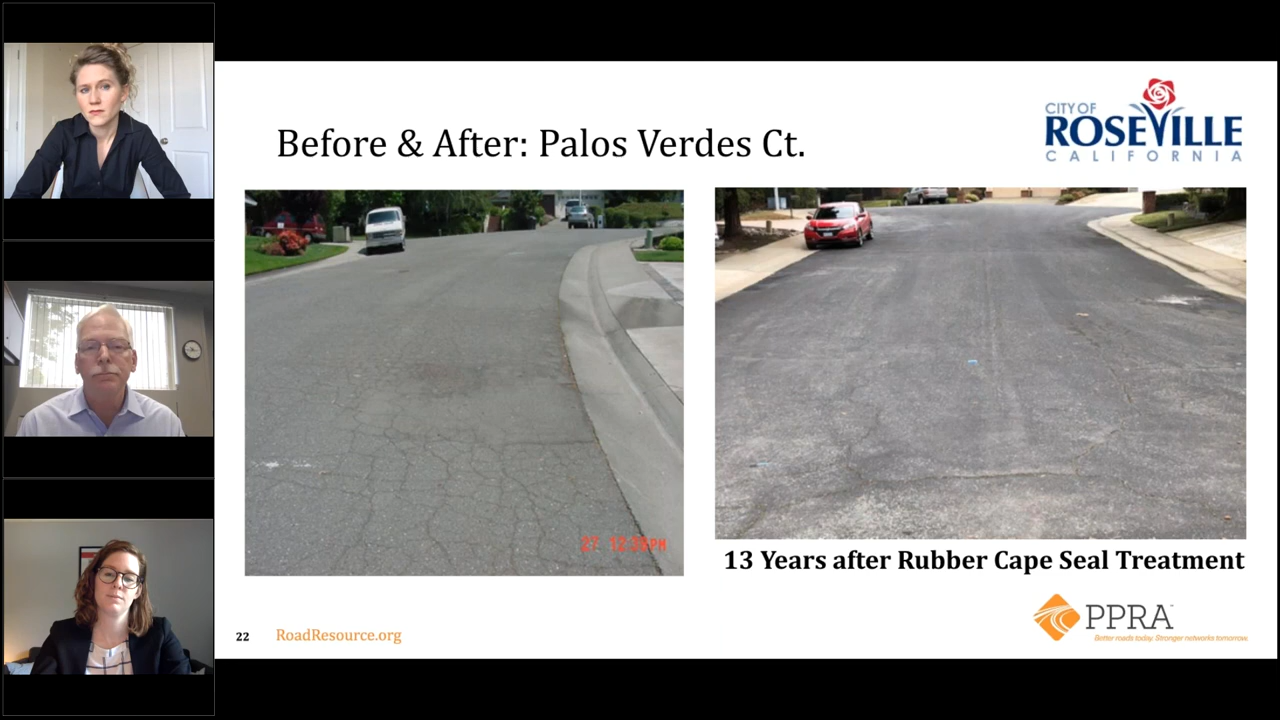 Before & After: Palos Verdes Ct.
CITY OF
ROSEVILLE
CALIFORNIA
13 Years after Rubber Cape Seal Treatment
PPRA
Better roads today. Stronger networks tomorrow.
22 RoadResource.org